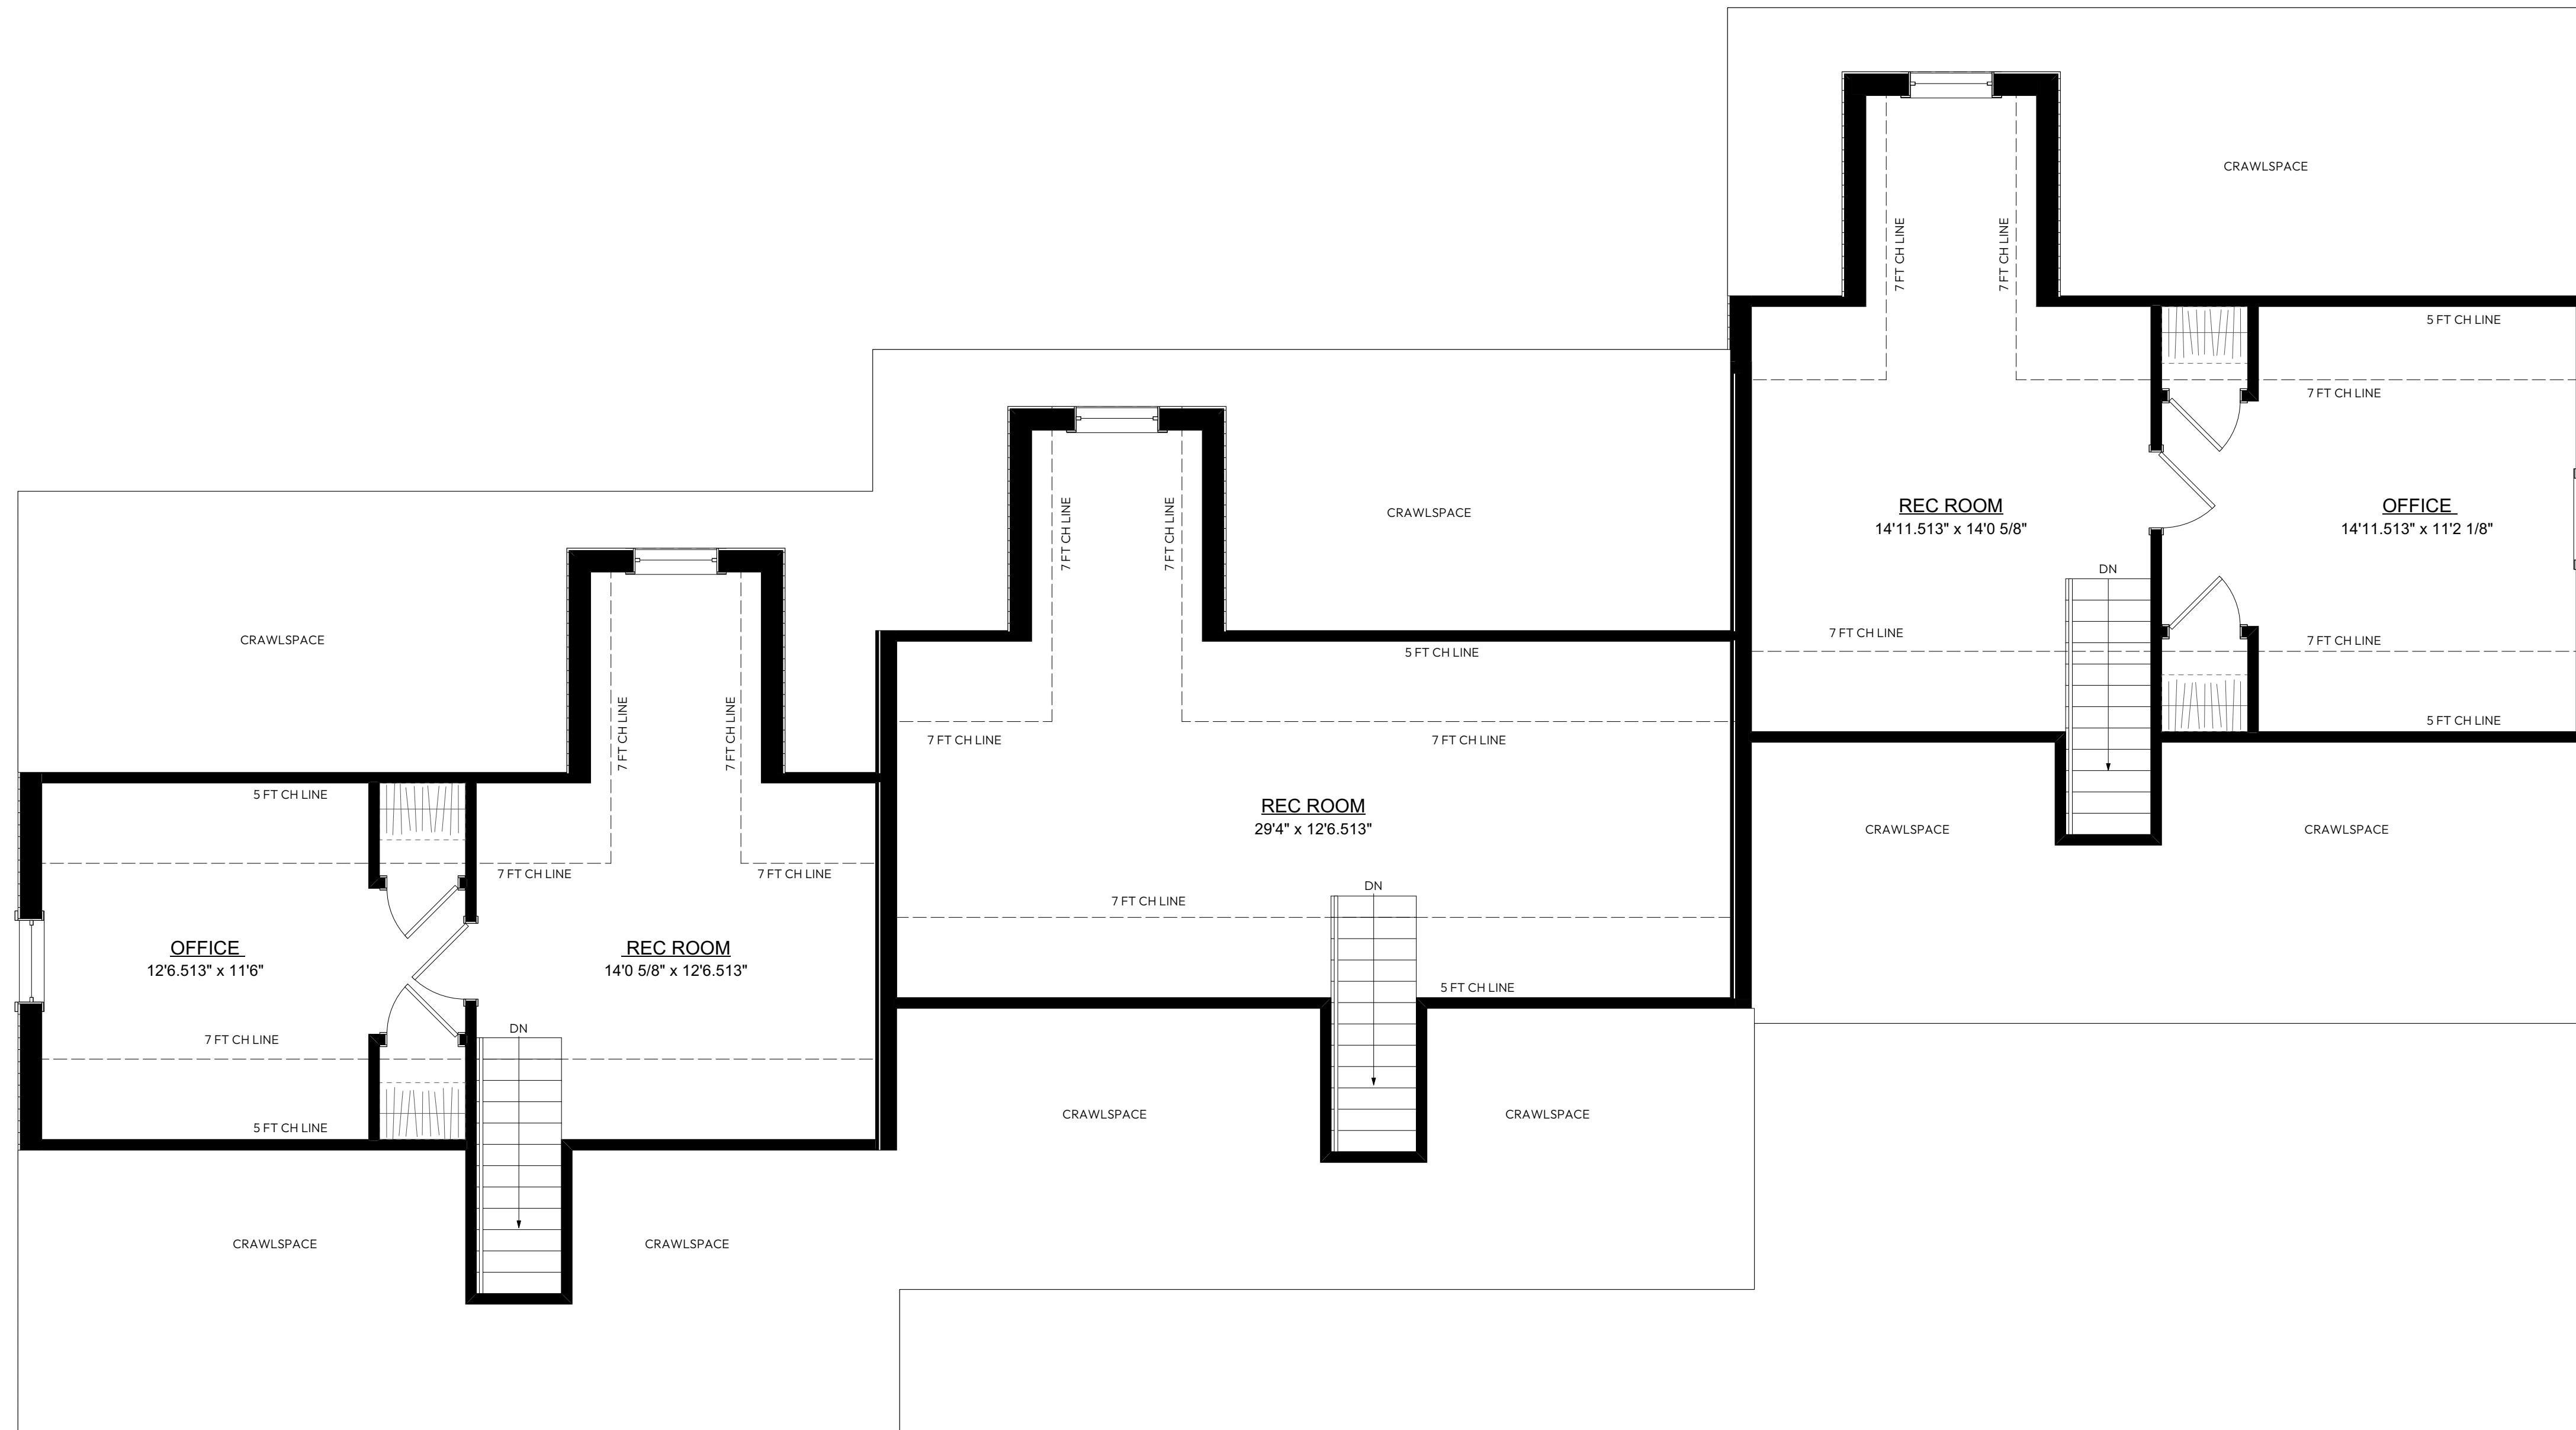 CRAWLSPACE
7 FT CH LINE
7 FT CH LINE
5 FT CH LINE
7 FT CH LINE
REC ROOM
14'11.513" x 14'0 5/8"
OFFICE
14'11.513" x 11'2 1/8"
DN
7 FT CH LINE
7 FT CH LINE
5 FT CH LINE
CRAWLSPACE
CRAWLSPACE
CRAWLSPACE
7 FT CH LINE
7 FT CH LINE
5 FT CH LINE
7 FT CH LINE
7 FT CH LINE
REC ROOM
29'4" x 12'6.513"
DN
7 FT CH LINE
5 FT CH LINE
CRAWLSPACE
CRAWLSPACE
CRAWLSPACE
7 FT CH LINE
7 FT CH LINE
5 FT CH LINE
7 FT CH LINE
7 FT CH LINE
OFFICE
12'6.513" x 11'6"
REC ROOM
14'0 5/8" x 12'6.513"
DN
7 FT CH LINE
5 FT CH LINE
CRAWLSPACE
CRAWLSPACE